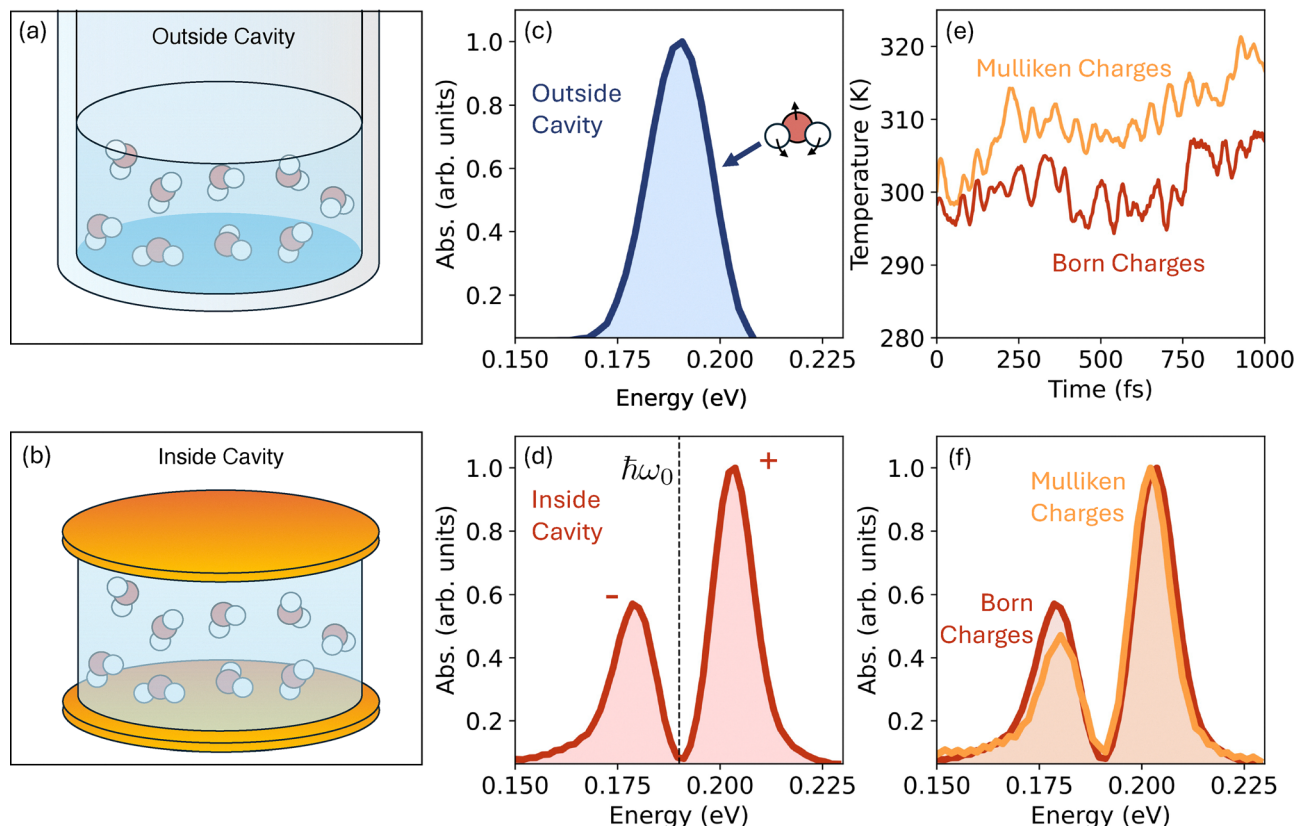 (a)
Outside Cavity
(b)
Inside Cavity
(c)
Outside
Cavity
Abs. (arb. units)
1.0
0.8
0.6
0.4
0.2
0.150
0.175
0.200
0.225
Energy (eV)
(d)
ℏω₀
+
−
Inside
Cavity
Abs. (arb. units)
1.0
0.8
0.6
0.4
0.2
0.150
0.175
0.200
0.225
Energy (eV)
(e)
Mulliken Charges
Born Charges
Temperature (K)
320
310
300
290
280
0
250
500
750
1000
Time (fs)
(f)
Mulliken
Charges
Born
Charges
Abs. (arb. units)
1.0
0.8
0.6
0.4
0.2
0.150
0.175
0.200
0.225
Energy (eV)